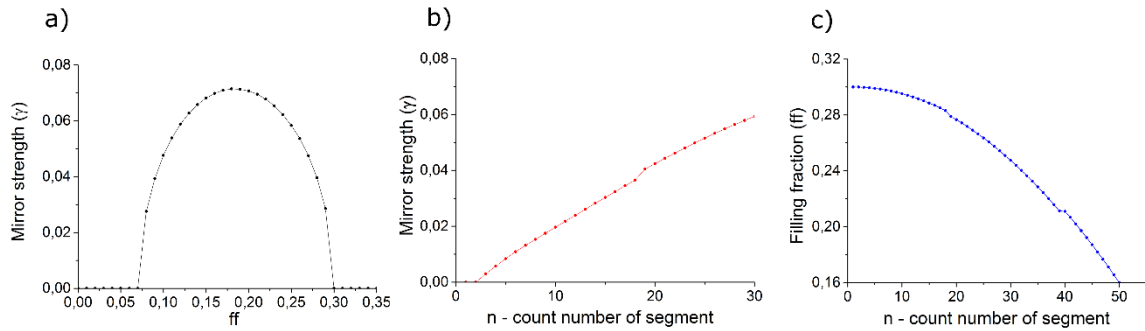 a)
0,08
0,06
0,04
0,02
0,00
Mirror strength (γ)
0,00 0,05 0,10 0,15 0,20 0,25 0,30 0,35
ff
b)
0,08
0,06
0,04
0,02
0,00
Mirror strength (γ)
0 10 20 30
n - count number of segment
c)
0,32
0,28
0,24
0,20
0,16
Filling fraction (ff)
0 10 20 30 40 50
n - count number of segment